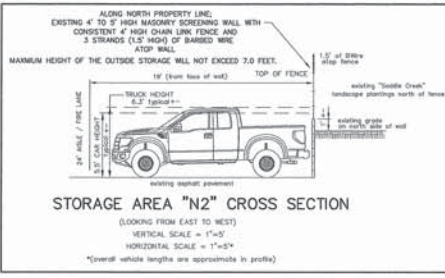 ALONG NORTH PROPERTY LINE;
EXISTING 4' TO 5' HIGH MASONRY SCREENING WALL WITH
CONSISTENT 4' HIGH CHAIN LINK FENCE AND
3 STRANDS (1.5' HIGH) OF BARBED WIRE
ATOP WALL
MAXMIUM HEIGHT OF THE OUTSIDE STORAGE WILL NOT EXCEED 7.0 FEET.
1.5' of BWire
atop fence
18' (from face of wall)
TOP OF FENCE
TRUCK HEIGHT
6.3' typical +-
existing "Saddle Creek"
landscape plantings north of fence
24' AISLE / FIRE LANE
5.5' CAR HEIGHT
typical +-
existing grade
on north side of wall
existing asphalt pavement
STORAGE AREA "N2" CROSS SECTION
(LOOKING FROM EAST TO WEST)
VERTICAL SCALE = 1"=5'
HORIZONTAL SCALE = 1"=5'*
*(overall vehicle lengths are approximate in profile)